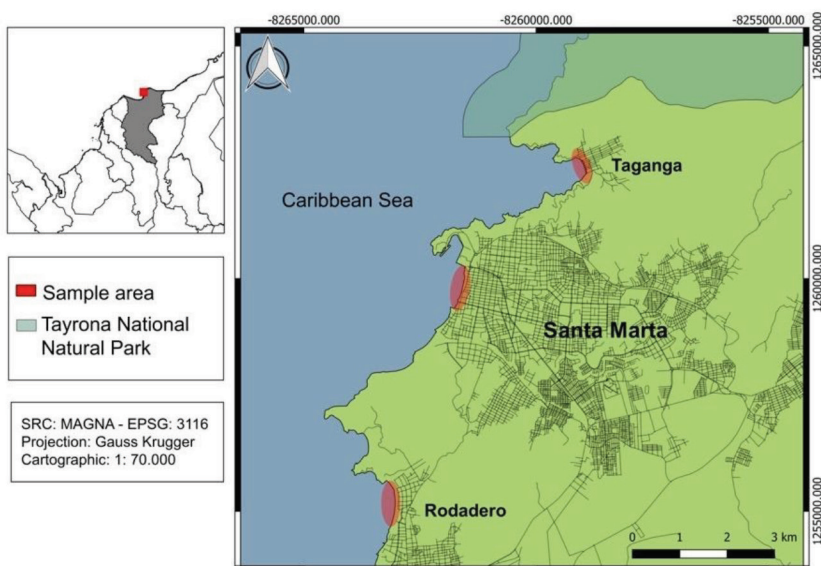 -8265000.000
-8260000.000
-8255000.000
1265000.000
Taganga
Caribbean Sea
1260000.000
Sample area
Tayrona National
Natural Park
Santa Marta
SRC: MAGNA - EPSG: 3116
Projection: Gauss Krugger
Cartographic: 1: 70.000
Rodadero
1255000.000
0 1 2 3 km